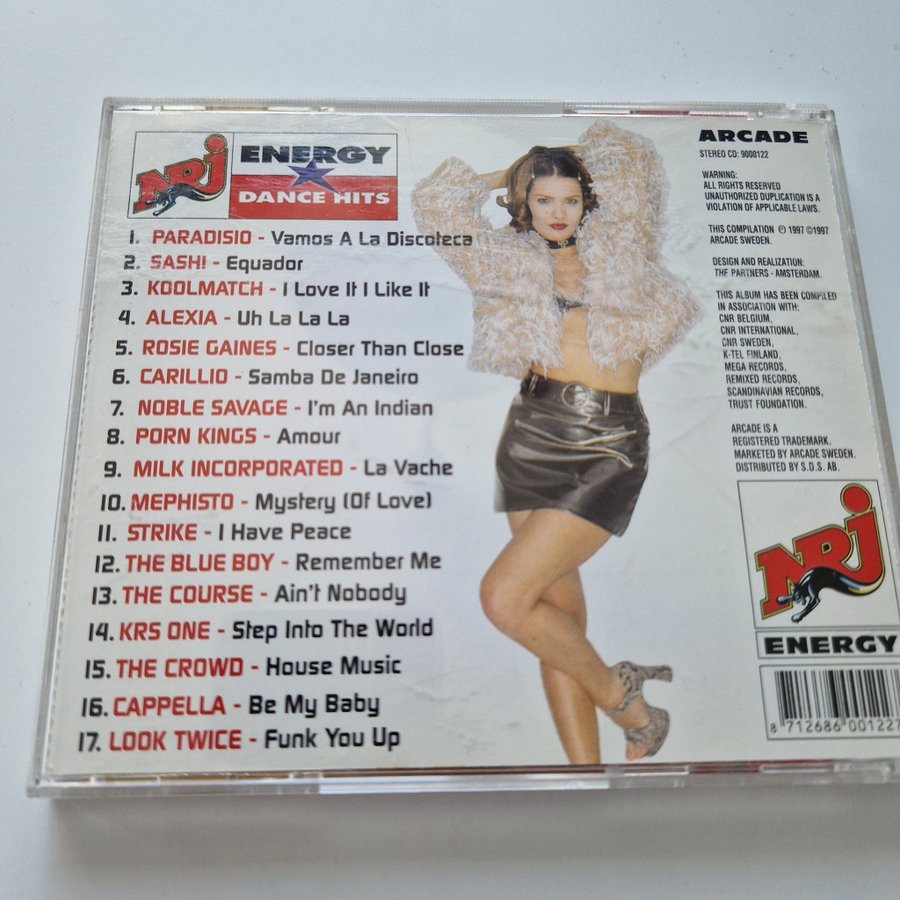 NRJ
ENERGY
DANCE HITS
1. PARADISIO - Vamos A La Discoteca
2. SASH! - Equador
3. KOOLMATCH - I Love It I Like It
4. ALEXIA - Uh La La La
5. ROSIE GAINES - Closer Than Close
6. CARILLIO - Samba De Janeiro
7. NOBLE SAVAGE - I'm An Indian
8. PORN KINGS - Amour
9. MILK INCORPORATED - La Vache
10. MEPHISTO - Mystery (Of Love)
11. STRIKE - I Have Peace
12. THE BLUE BOY - Remember Me
13. THE COURSE - Ain't Nobody
14. KRS ONE - Step Into The World
15. THE CROWD - House Music
16. CAPPELLA - Be My Baby
17. LOOK TWICE - Funk You Up
ARCADE
STEREO CD: 9000122
WARNING:
ALL RIGHTS RESERVED
UNAUTHORIZED DUPLICATION IS A
VIOLATION OF APPLICABLE LAWS.
THIS COMPILATION ℗ 1997 ©1997
ARCADE SWEDEN.
DESIGN AND REALIZATION:
THE PARTNERS - AMSTERDAM.
THIS ALBUM HAS BEEN COMPILED
IN ASSOCIATION WITH:
CNR BELGIUM,
CNR INTERNATIONAL,
CNR SWEDEN,
K-TEL FINLAND,
MEGA RECORDS,
REMIXED RECORDS,
SCANDINAVIAN RECORDS,
TRUST FOUNDATION.
ARCADE IS A
REGISTERED TRADEMARK.
MARKETED BY ARCADE SWEDEN.
DISTRIBUTED BY S.D.S. AB.
NRJ
ENERGY
8 712686 001227